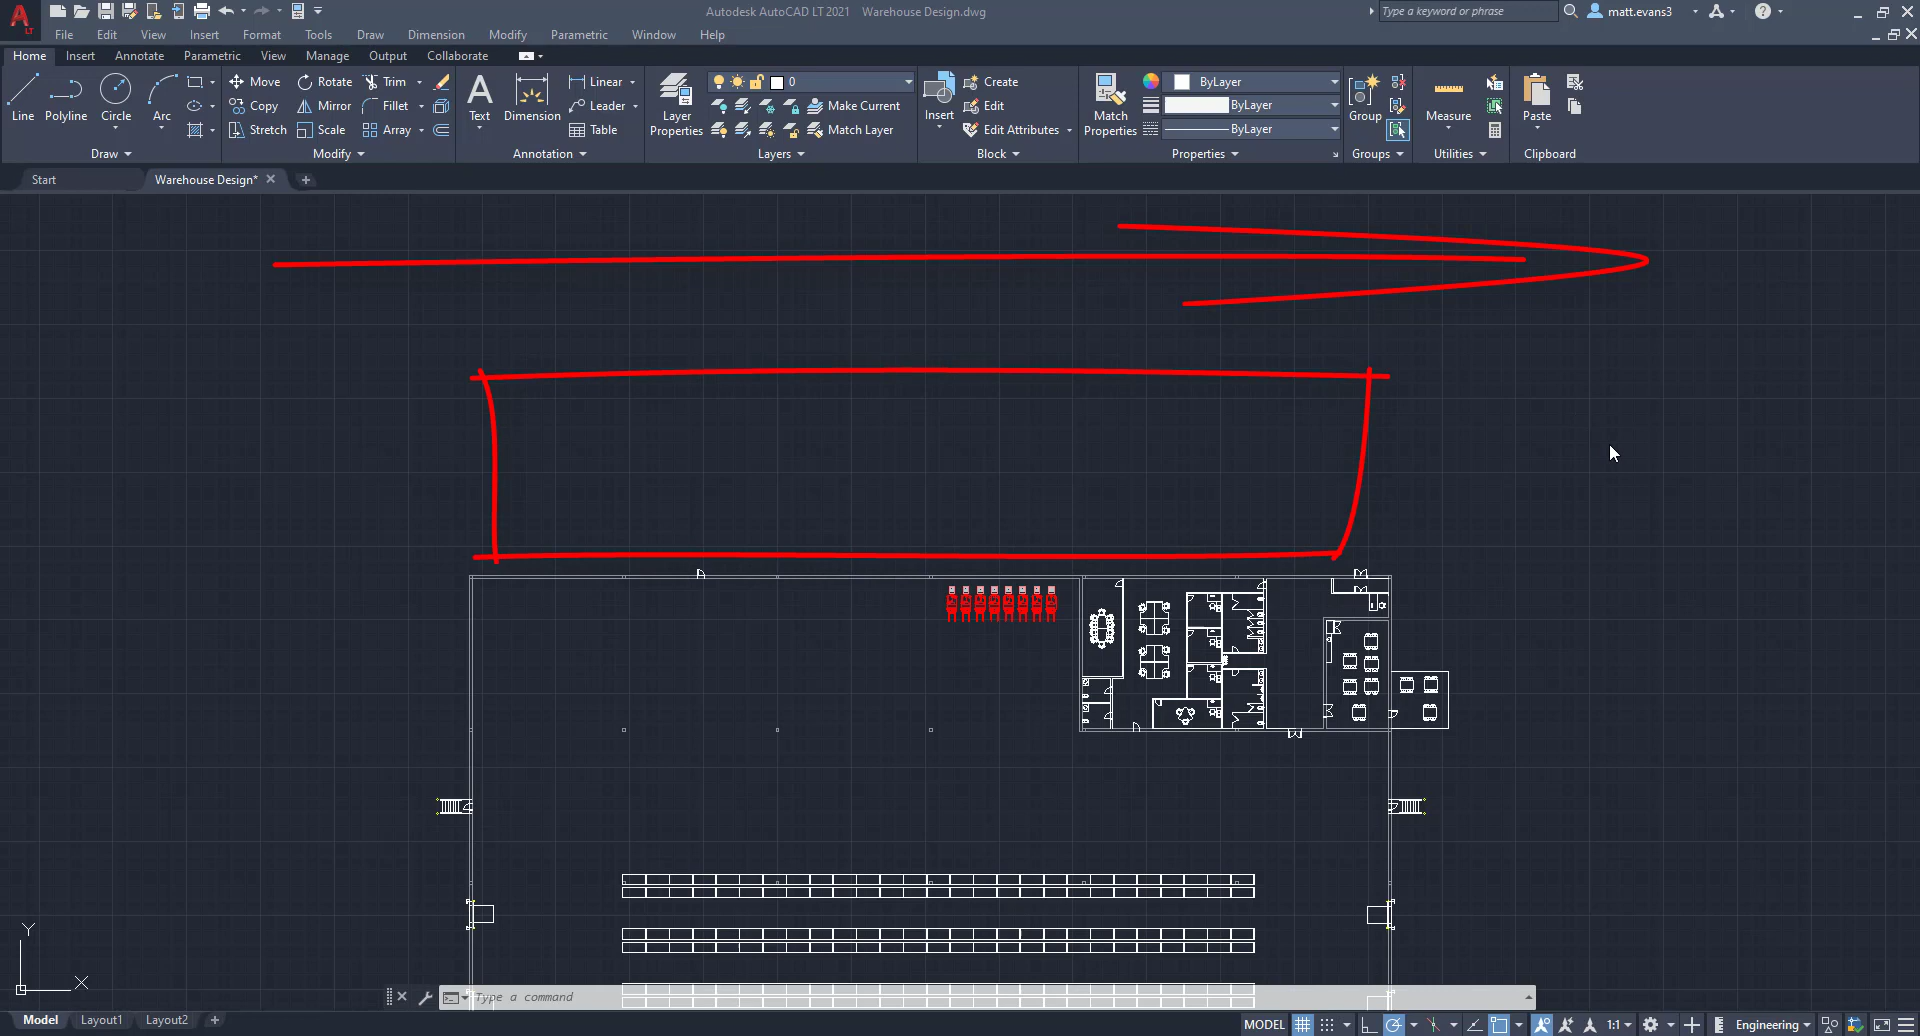 Autodesk AutoCAD LT 2021 Warehouse Design.dwg
Type a keyword or phrase
matt.evans3
LT
File Edit View Insert Format Tools Draw Dimension Modify Parametric Window Help
Home Insert Annotate Parametric View Manage Output Collaborate
Move Rotate Trim Linear 0 Create ByLayer
Copy Mirror Fillet Leader Make Current Edit ByLayer
Line Polyline Circle Arc Text Dimension Layer Properties Insert Match Properties Group Measure Paste
Stretch Scale Array Table Match Layer Edit Attributes ByLayer
Draw Modify Annotation Layers Block Properties Groups Utilities Clipboard
Start Warehouse Design*
Y
X
Type a command
Model Layout1 Layout2
MODEL 1:1 Engineering